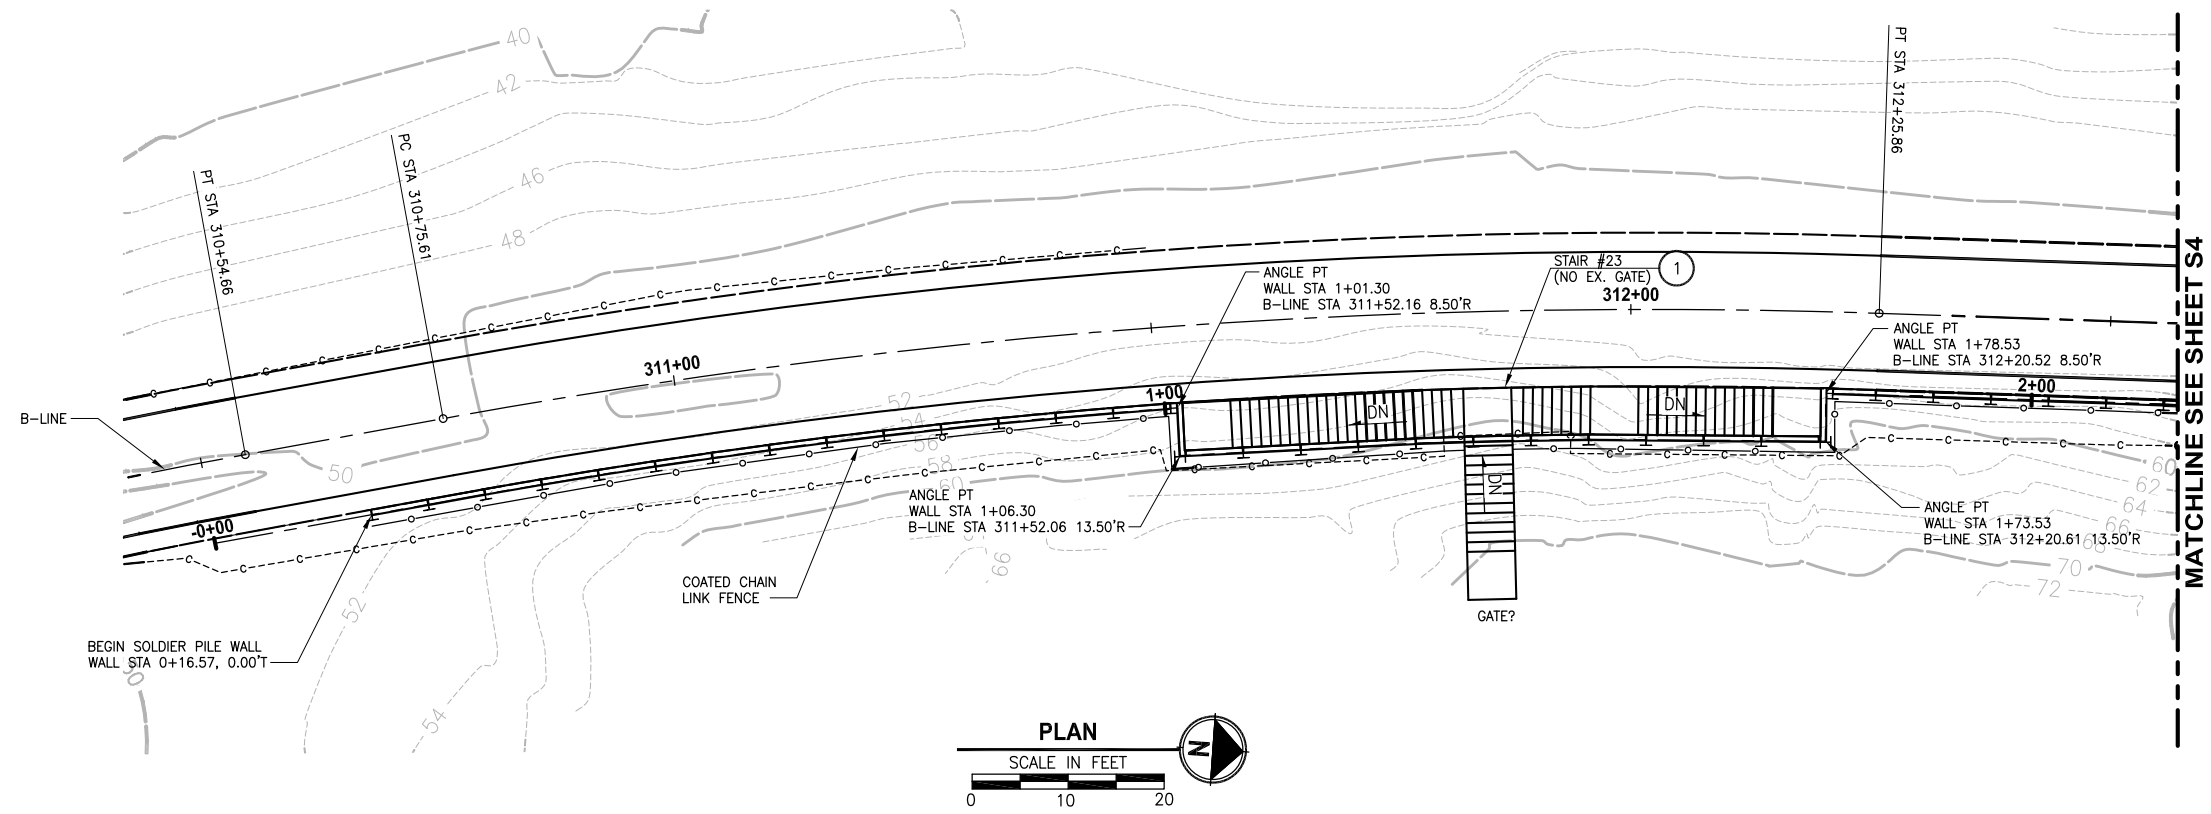 40
42
46
48
PT STA 310+54.66
PC STA 310+75.61
PT STA 312+25.86
MATCHLINE SEE SHEET S4
ANGLE PT
WALL STA 1+01.30
B-LINE STA 311+52.16 8.50'R
STAIR #23
(NO EX. GATE)
1
312+00
ANGLE PT
WALL STA 1+78.53
B-LINE STA 312+20.52 8.50'R
311+00
1+00
2+00
B-LINE
DN
DN
DN
50
52
54
56
58
60
60
62
64
66
68
70
72
-0+00
ANGLE PT
WALL STA 1+06.30
B-LINE STA 311+52.06 13.50'R
ANGLE PT
WALL STA 1+73.53
B-LINE STA 312+20.61 13.50'R
66
COATED CHAIN
LINK FENCE
GATE?
52
BEGIN SOLDIER PILE WALL
WALL STA 0+16.57, 0.00'T
50
54
PLAN
N
SCALE IN FEET
0 10 20